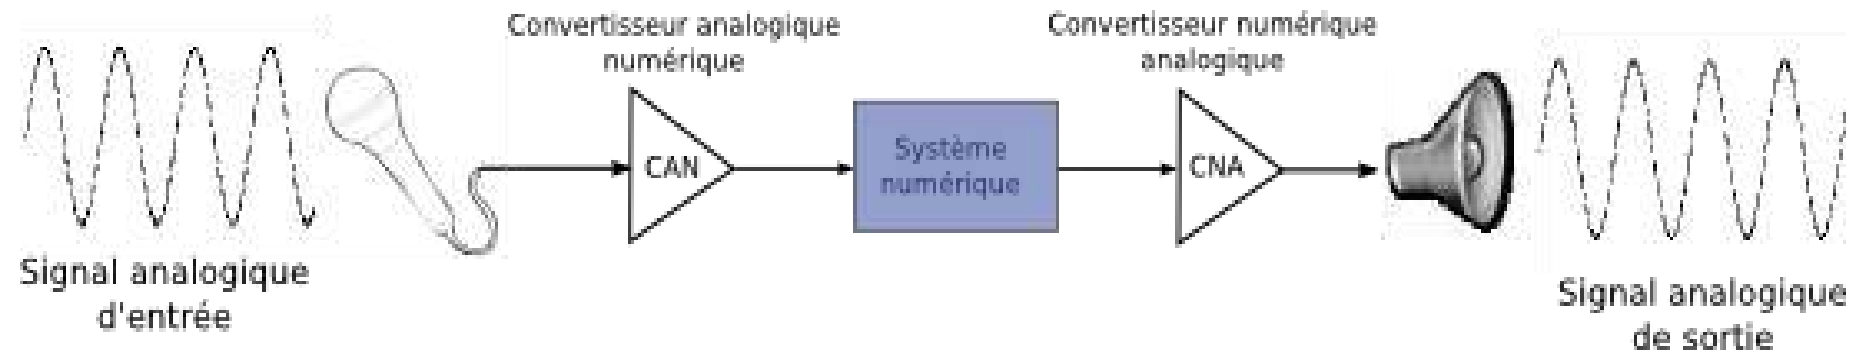 Convertisseur analogique
numérique
Convertisseur numérique
analogique
CAN
Système
numérique
CNA
Signal analogique
d'entrée
Signal analogique
de sortie